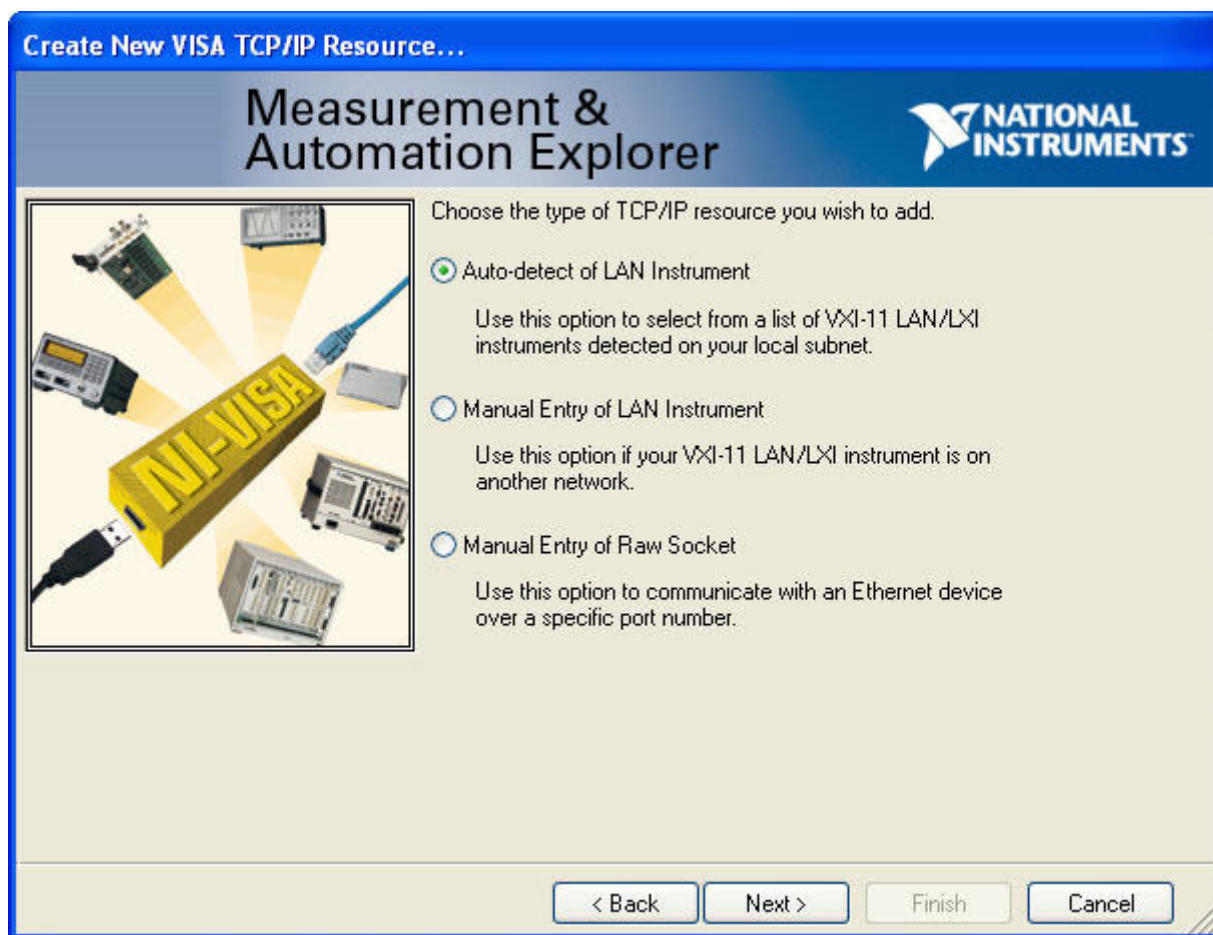 Create New VISA TCP/IP Resource...
Measurement &
Automation Explorer
NATIONAL
INSTRUMENTS
NI-VISA
Choose the type of TCP/IP resource you wish to add.
Auto-detect of LAN Instrument
Use this option to select from a list of VXI-11 LAN/LXI
instruments detected on your local subnet.
Manual Entry of LAN Instrument
Use this option if your VXI-11 LAN/LXI instrument is on
another network.
Manual Entry of Raw Socket
Use this option to communicate with an Ethernet device
over a specific port number.
< Back
Next >
Finish
Cancel